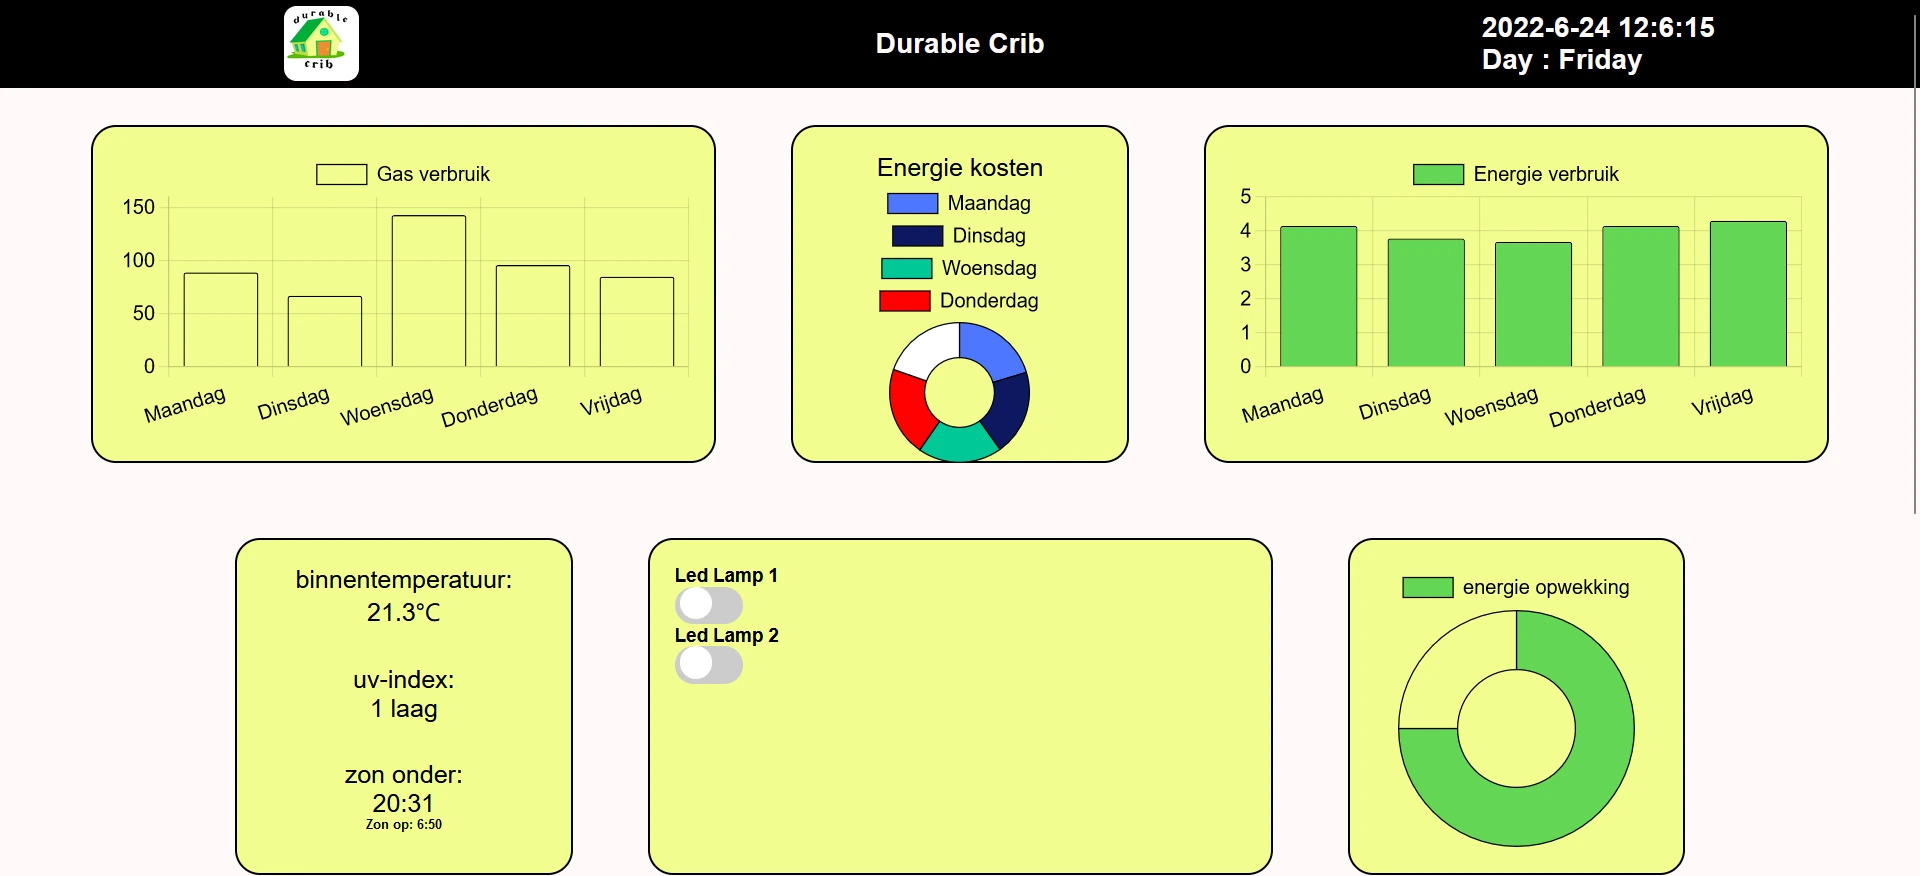 durable
crib
Durable Crib
2022-6-24 12:6:15
Day : Friday
Gas verbruik
150
100
50
0
Maandag
Dinsdag
Woensdag
Donderdag
Vrijdag
Energie kosten
Maandag
Dinsdag
Woensdag
Donderdag
Energie verbruik
5
4
3
2
1
0
Maandag
Dinsdag
Woensdag
Donderdag
Vrijdag
binnentemperatuur:
21.3°C
uv-index:
1 laag
zon onder:
20:31
Zon op: 6:50
Led Lamp 1
Led Lamp 2
energie opwekking